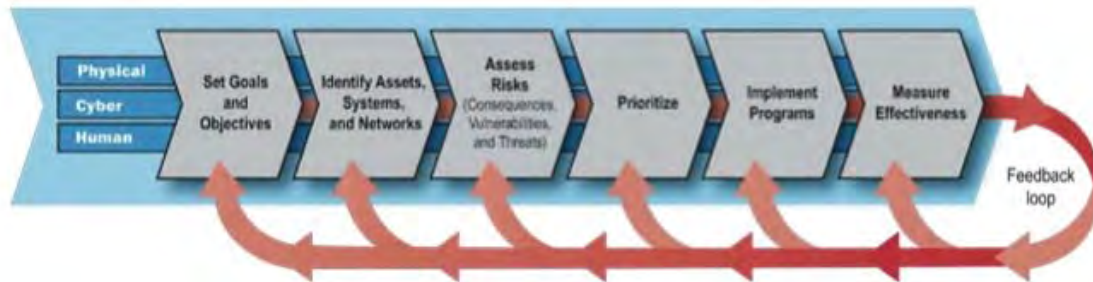 Physical
Cyber
Human
Set Goals
and
Objectives
Identify Assets,
Systems,
and Networks
Assess
Risks
(Consequences,
Vulnerabilities,
and Threats)
Prioritize
Implement
Programs
Measure
Effectiveness
Feedback
loop